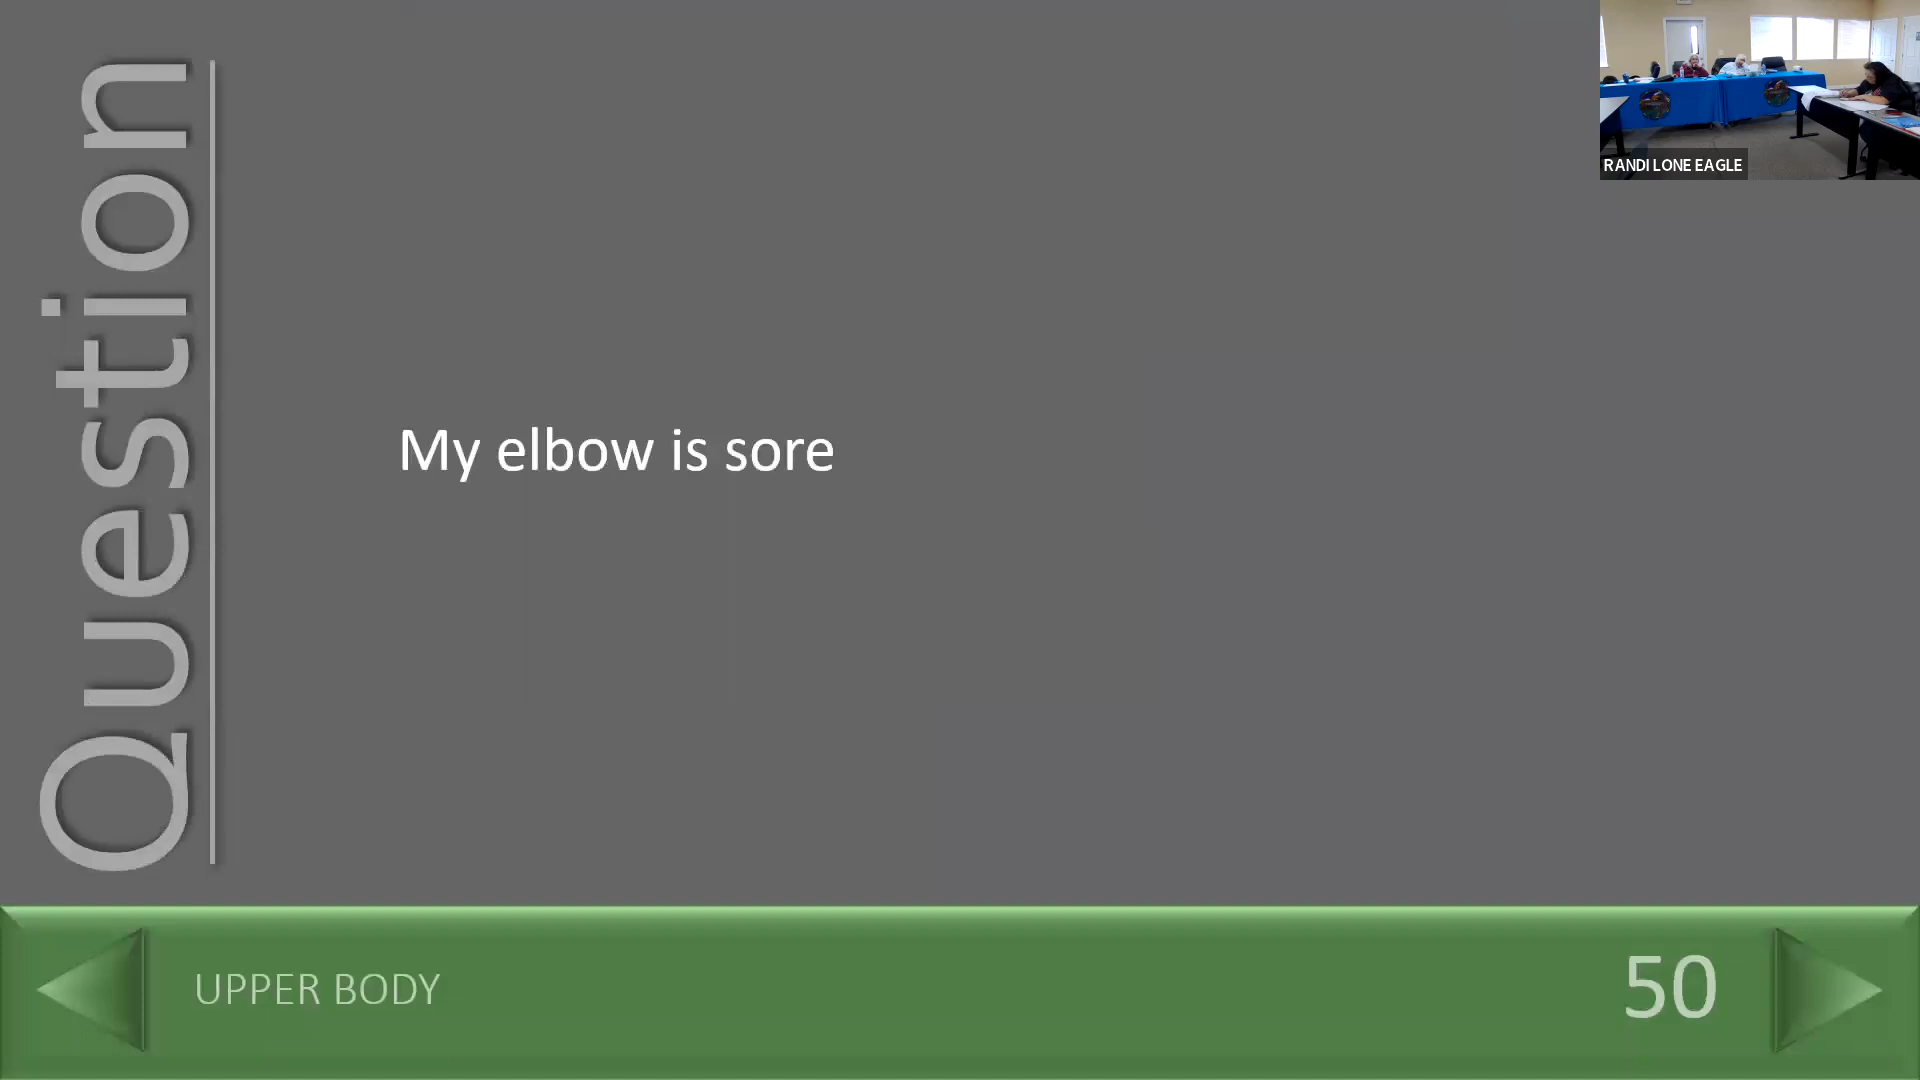 Question
My elbow is sore
UPPER BODY
50
RANDI LONE EAGLE